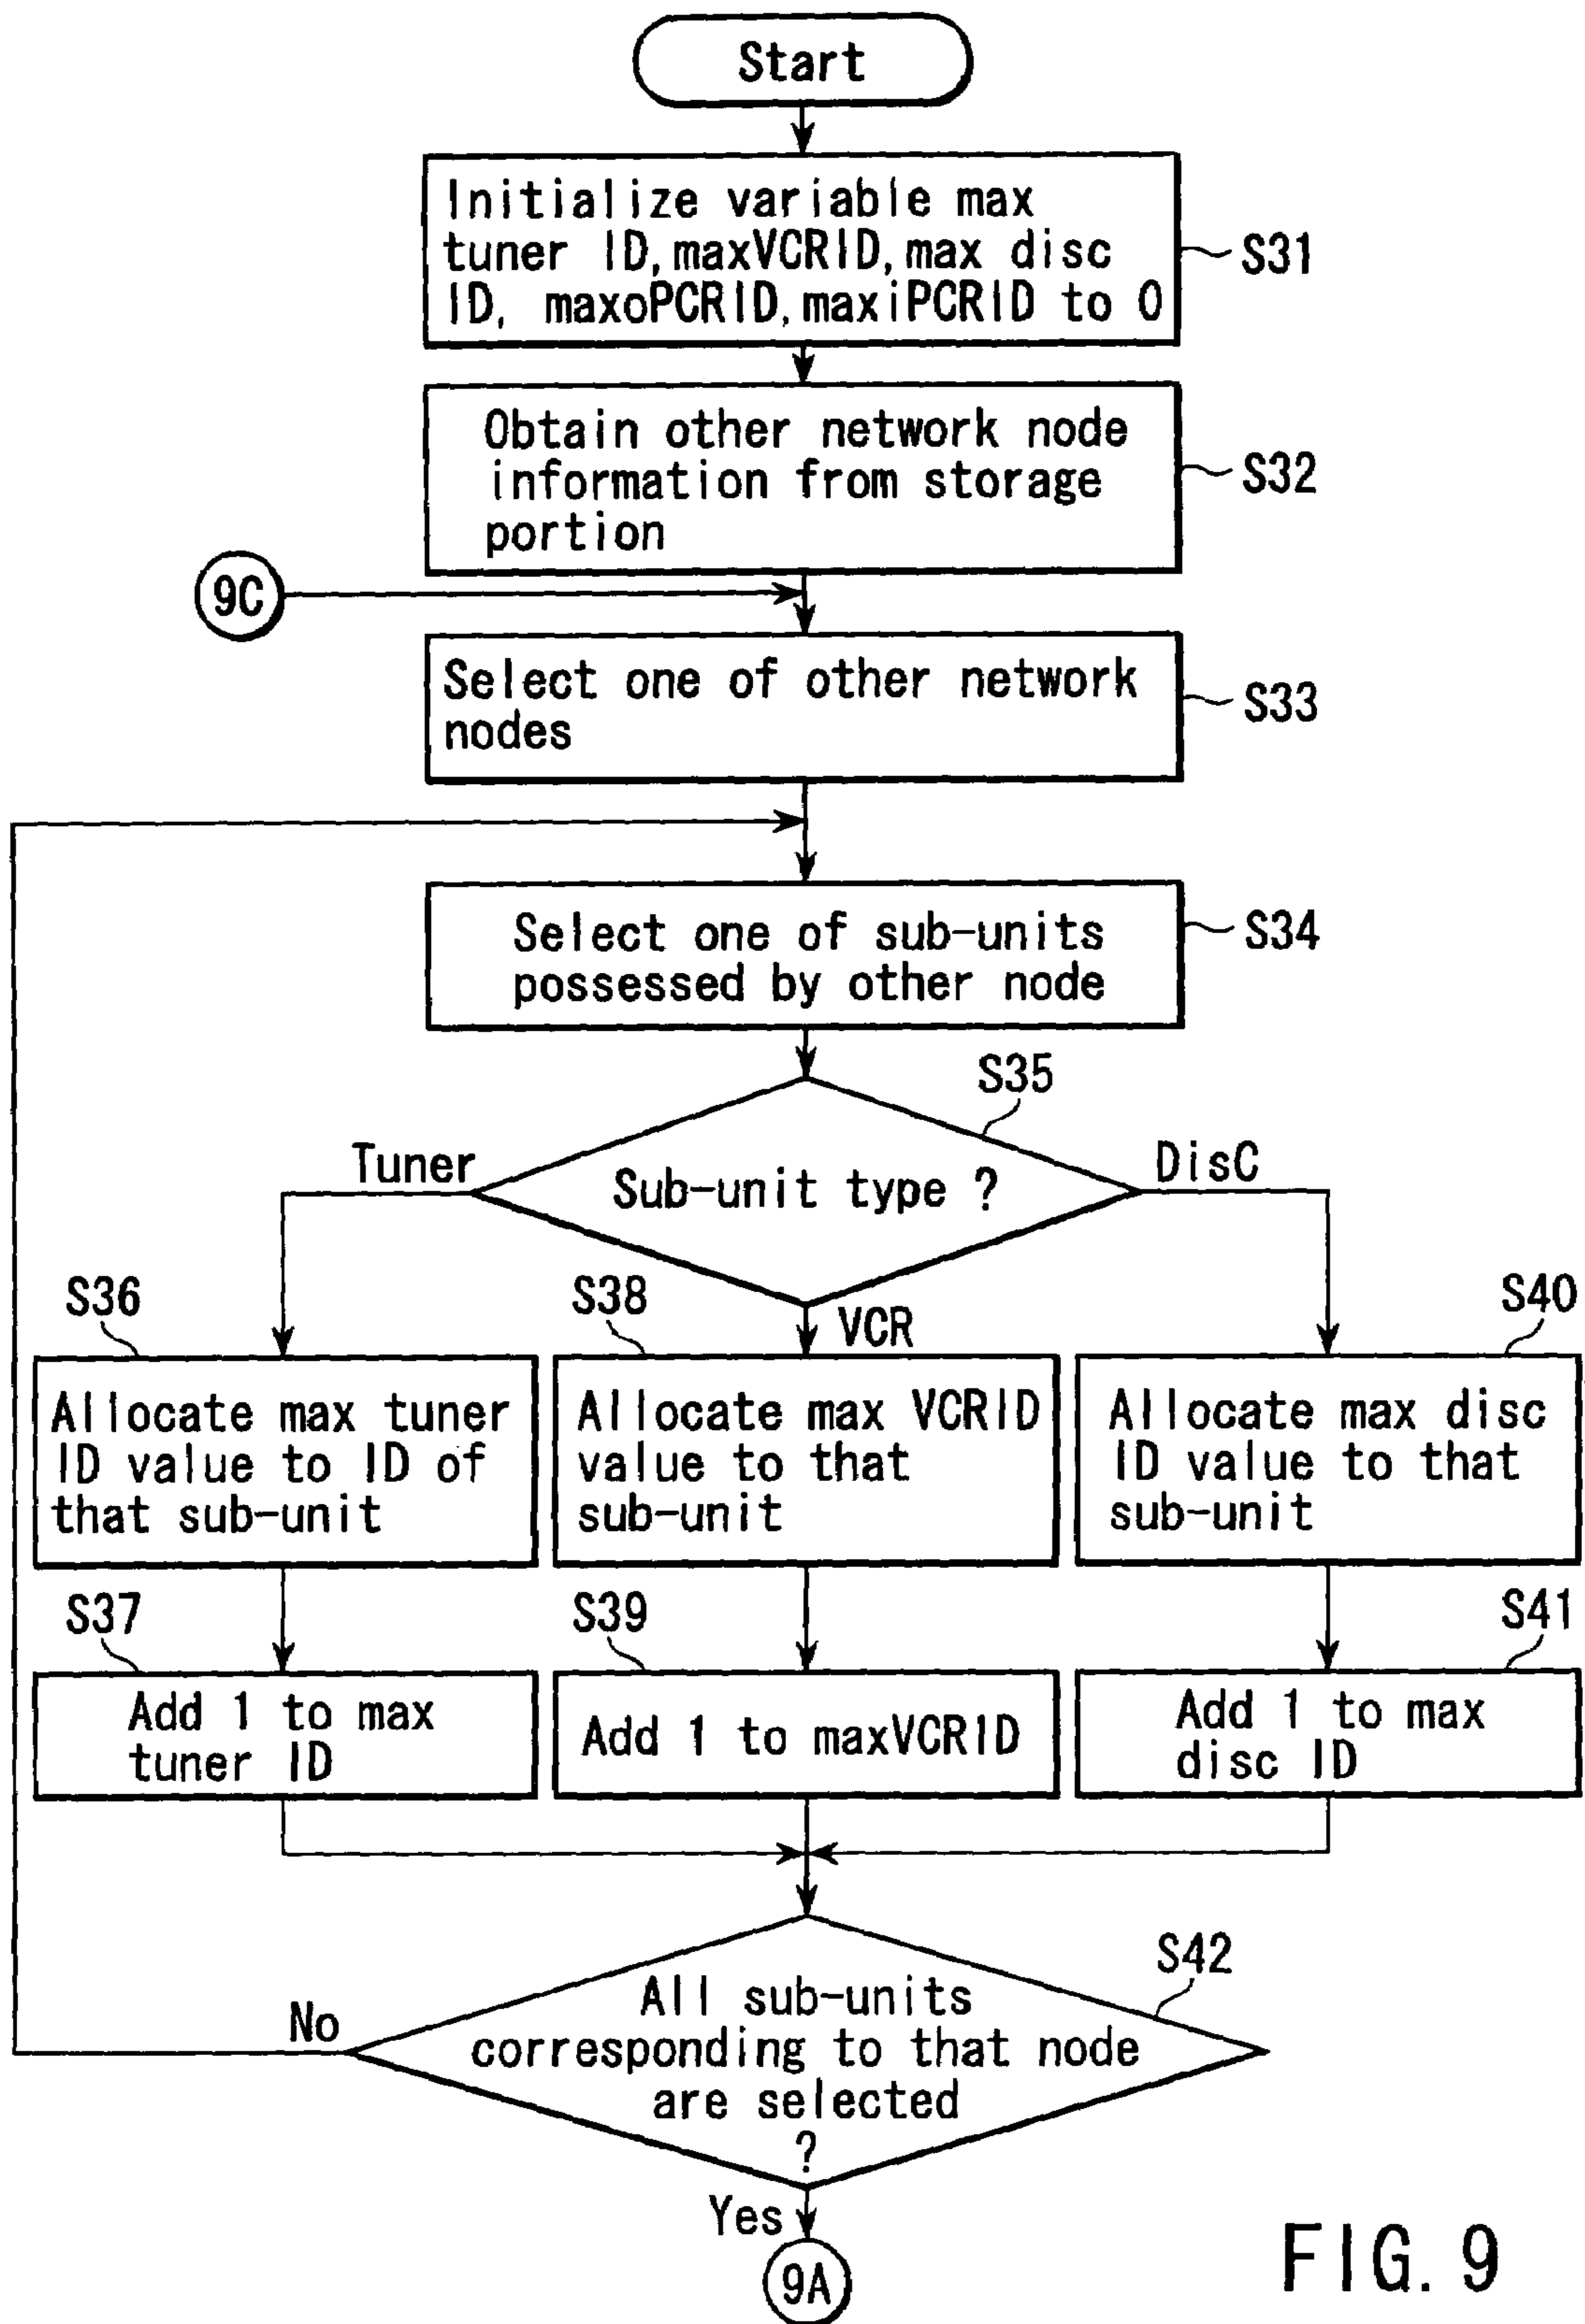 Start
Initialize variable max
tuner ID, maxVCRID, max disc
ID, maxoPCRID, maxiPCRID to 0
S31
Obtain other network node
information from storage
portion
S32
9C
Select one of other network
nodes
S33
Select one of sub-units
possessed by other node
S34
S35
Tuner
Sub-unit type ?
DisC
VCR
S36
Allocate max tuner
ID value to ID of
that sub-unit
S38
Allocate max VCRID
value to that
sub-unit
S40
Allocate max disc
ID value to that
sub-unit
S37
Add 1 to max
tuner ID
S39
Add 1 to maxVCRID
S41
Add 1 to max
disc ID
S42
All sub-units
corresponding to that node
are selected
?
No
Yes
9A
FIG. 9